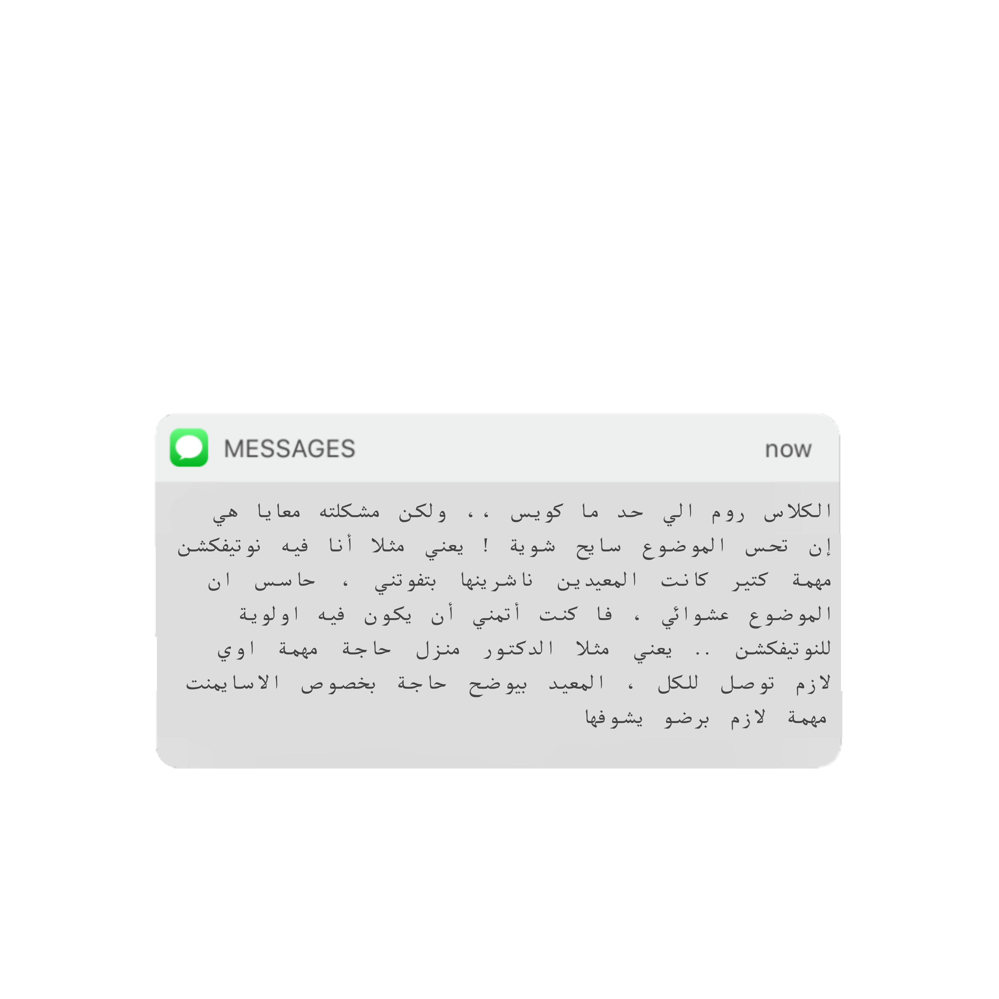 MESSAGES now
الكلاس روم الي حد ما كويس ،، ولكن مشكلته معايا هي
إن تحس الموضوع سايح شوية ! يعني مثلا أنا فيه نوتيفكشن
مهمة كتير كانت المعيدين ناشرينها بتفوتني ، حاسس ان
الموضوع عشوائي ، فا كنت أتمني أن يكون فيه اولوية
للنوتيفكشن .. يعني مثلا الدكتور منزل حاجة مهمة اوي
لازم توصل للكل ، المعيد بيوضح حاجة بخصوص الاسايمنت
مهمة لازم برضو يشوفها